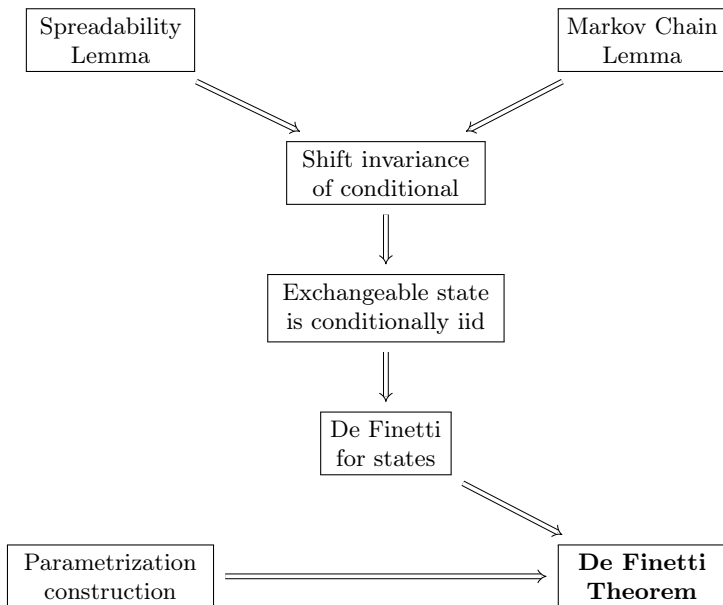 Spreadability
Lemma
Markov Chain
Lemma
Shift invariance
of conditional
Exchangeable state
is conditionally iid
De Finetti
for states
Parametrization
construction
De Finetti
Theorem